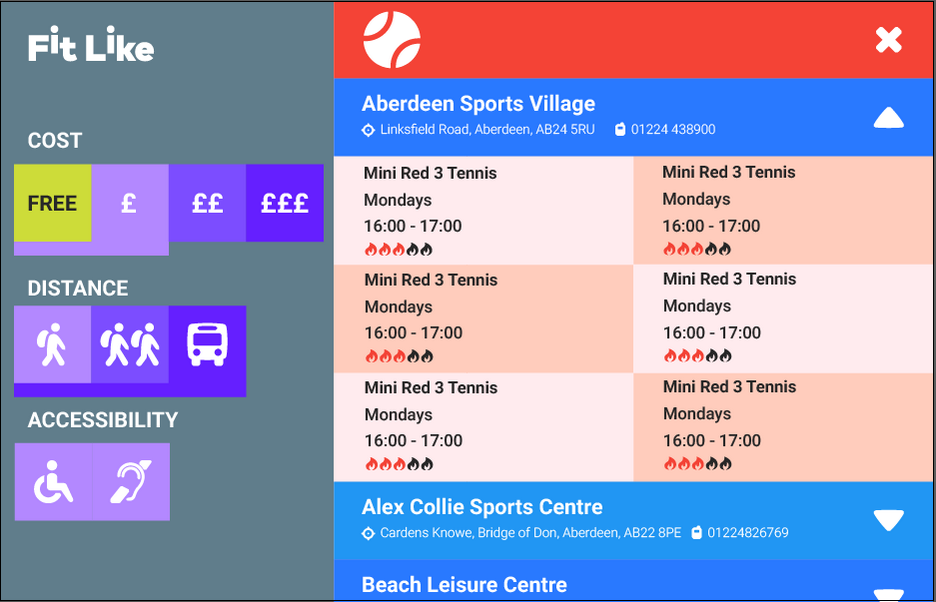 Fit Like
COST
FREE £ ££ £££
DISTANCE
ACCESSIBILITY
Aberdeen Sports Village
Linksfield Road, Aberdeen, AB24 5RU 01224 438900
Mini Red 3 Tennis
Mondays
16:00 - 17:00
Mini Red 3 Tennis
Mondays
16:00 - 17:00
Mini Red 3 Tennis
Mondays
16:00 - 17:00
Mini Red 3 Tennis
Mondays
16:00 - 17:00
Mini Red 3 Tennis
Mondays
16:00 - 17:00
Mini Red 3 Tennis
Mondays
16:00 - 17:00
Alex Collie Sports Centre
Cardens Knowe, Bridge of Don, Aberdeen, AB22 8PE 01224826769
Beach Leisure Centre